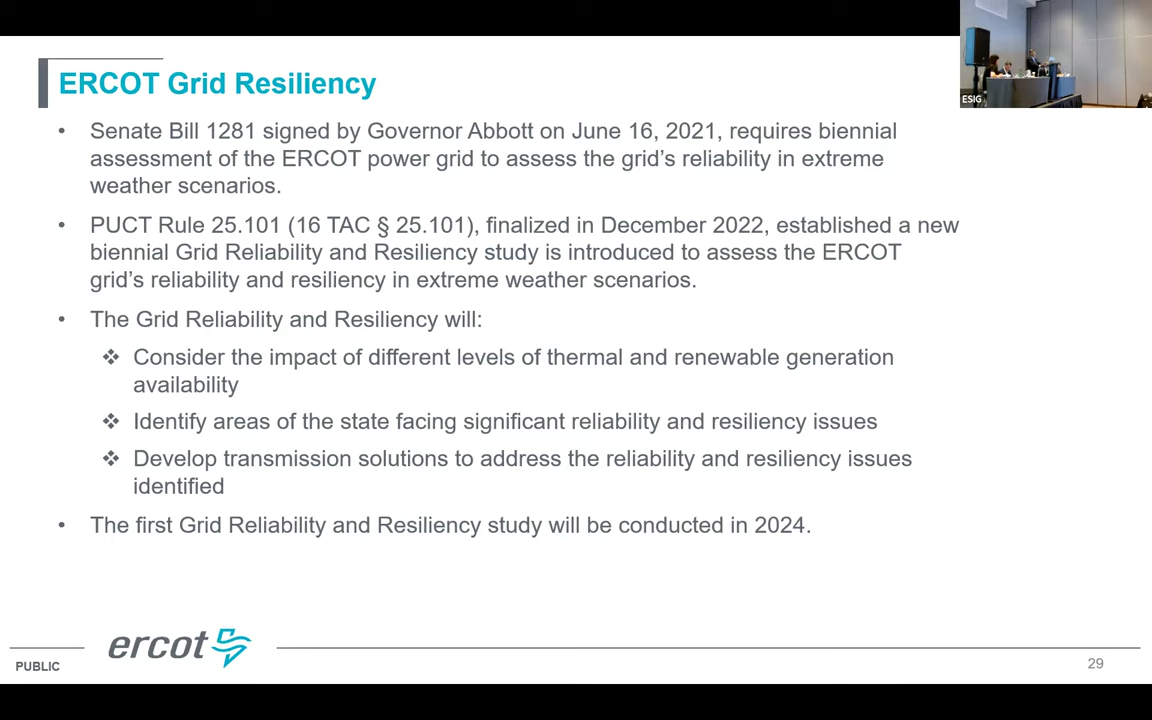 ERCOT Grid Resiliency
ESIG
• Senate Bill 1281 signed by Governor Abbott on June 16, 2021, requires biennial
assessment of the ERCOT power grid to assess the grid’s reliability in extreme
weather scenarios.
• PUCT Rule 25.101 (16 TAC § 25.101), finalized in December 2022, established a new
biennial Grid Reliability and Resiliency study is introduced to assess the ERCOT
grid’s reliability and resiliency in extreme weather scenarios.
• The Grid Reliability and Resiliency will:
❖ Consider the impact of different levels of thermal and renewable generation
availability
❖ Identify areas of the state facing significant reliability and resiliency issues
❖ Develop transmission solutions to address the reliability and resiliency issues
identified
• The first Grid Reliability and Resiliency study will be conducted in 2024.
ercot
PUBLIC
29